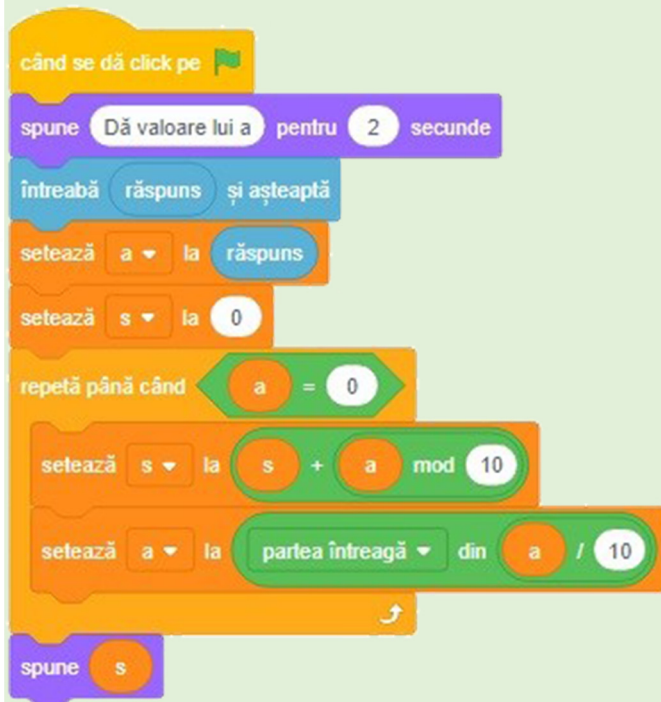 când se dă click pe
spune Dă valoare lui a pentru 2 secunde
întreabă răspuns și așteaptă
setează a la răspuns
setează s la 0
repetă până când a = 0
setează s la s + a mod 10
setează a la partea întreagă din a / 10
spune s